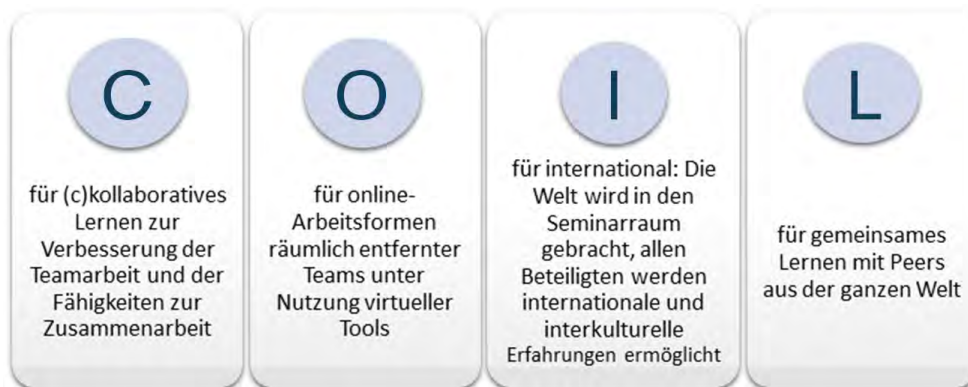 C
für (c)kollaboratives
Lernen zur
Verbesserung der
Teamarbeit und der
Fähigkeiten zur
Zusammenarbeit
O
für online-
Arbeitsformen
räumlich entfernter
Teams unter
Nutzung virtueller
Tools
I
für international: Die
Welt wird in den
Seminarraum
gebracht, allen
Beteiligten werden
internationale und
interkulturelle
Erfahrungen ermöglicht
L
für gemeinsames
Lernen mit Peers
aus der ganzen Welt